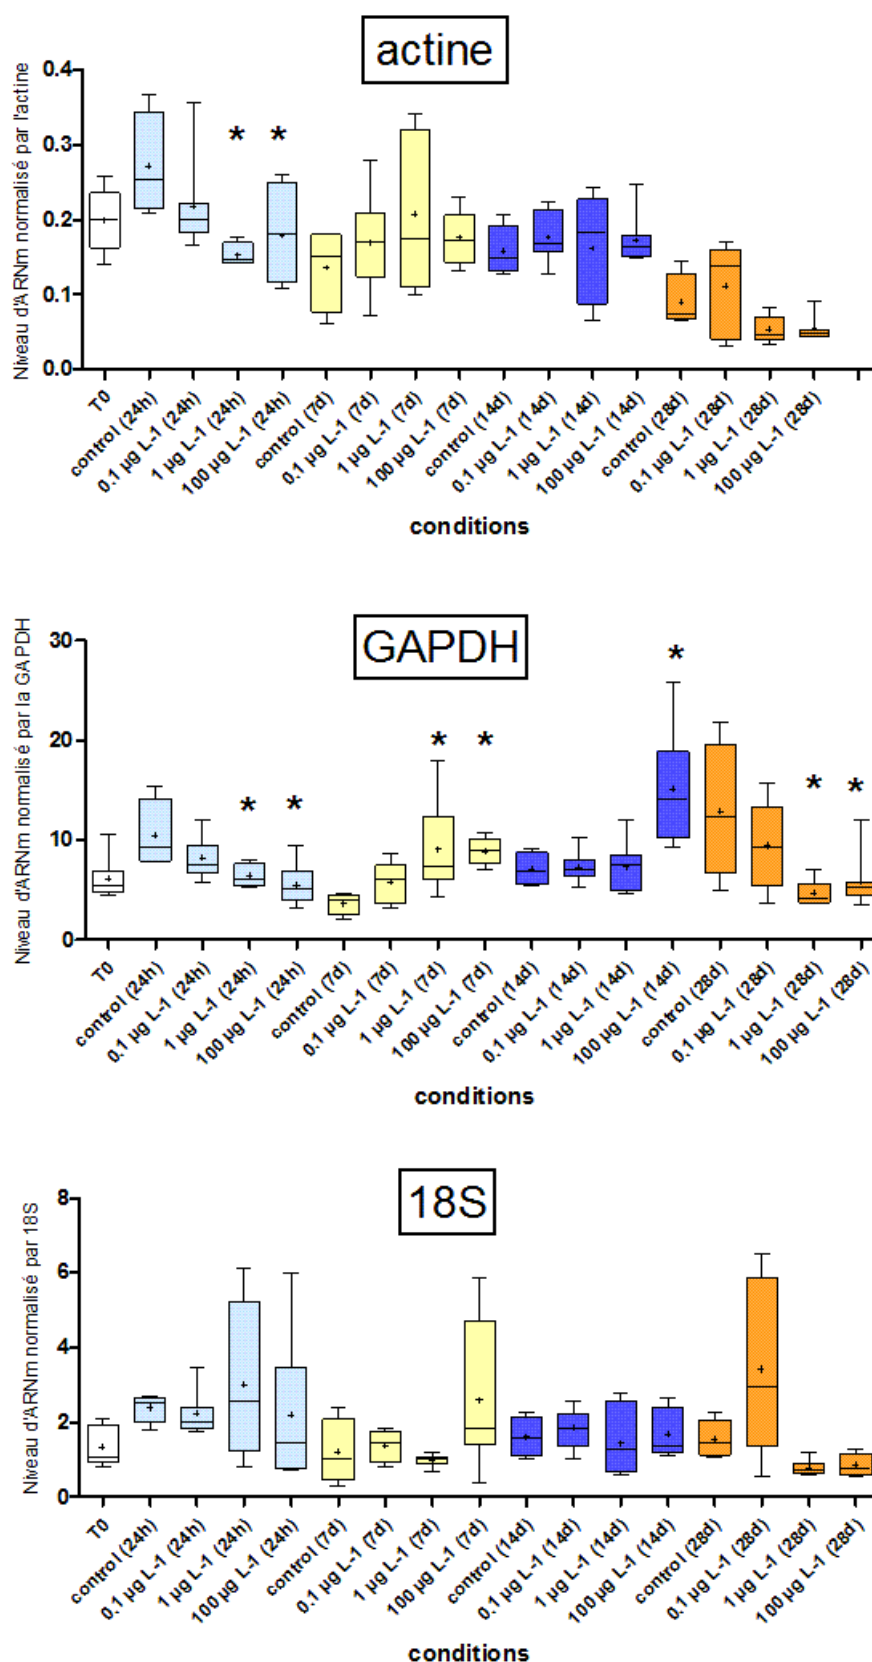 actine
Niveau d'ARNm normalisé par l'actine
0.4
0.3
0.2
0.1
0.0
* *
T0
control (24h)
0.1 µg L-1 (24h)
1 µg L-1 (24h)
100 µg L-1 (24h)
control (7d)
0.1 µg L-1 (7d)
1 µg L-1 (7d)
100 µg L-1 (7d)
control (14d)
0.1 µg L-1 (14d)
1 µg L-1 (14d)
100 µg L-1 (14d)
control (28d)
0.1 µg L-1 (28d)
1 µg L-1 (28d)
100 µg L-1 (28d)
conditions
GAPDH
Niveau d'ARNm normalisé par la GAPDH
30
20
10
0
* * * * * * *
T0
control (24h)
0.1 µg L-1 (24h)
1 µg L-1 (24h)
100 µg L-1 (24h)
control (7d)
0.1 µg L-1 (7d)
1 µg L-1 (7d)
100 µg L-1 (7d)
control (14d)
0.1 µg L-1 (14d)
1 µg L-1 (14d)
100 µg L-1 (14d)
control (28d)
0.1 µg L-1 (28d)
1 µg L-1 (28d)
100 µg L-1 (28d)
conditions
18S
Niveau d'ARNm normalisé par 18S
8
6
4
2
0
T0
control (24h)
0.1 µg L-1 (24h)
1 µg L-1 (24h)
100 µg L-1 (24h)
control (7d)
0.1 µg L-1 (7d)
1 µg L-1 (7d)
100 µg L-1 (7d)
control (14d)
0.1 µg L-1 (14d)
1 µg L-1 (14d)
100 µg L-1 (14d)
control (28d)
0.1 µg L-1 (28d)
1 µg L-1 (28d)
100 µg L-1 (28d)
conditions